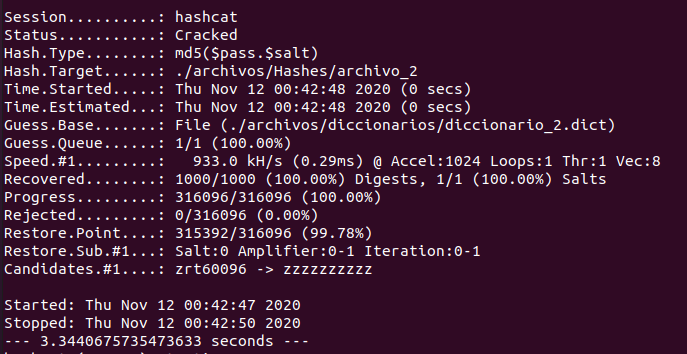 Session..........: hashcat
Status...........: Cracked
Hash.Type........: md5($pass.$salt)
Hash.Target......: ./archivos/Hashes/archivo_2
Time.Started.....: Thu Nov 12 00:42:48 2020 (0 secs)
Time.Estimated...: Thu Nov 12 00:42:48 2020 (0 secs)
Guess.Base.......: File (./archivos/diccionarios/diccionario_2.dict)
Guess.Queue......: 1/1 (100.00%)
Speed.#1.........:   933.0 kH/s (0.29ms) @ Accel:1024 Loops:1 Thr:1 Vec:8
Recovered........: 1000/1000 (100.00%) Digests, 1/1 (100.00%) Salts
Progress.........: 316096/316096 (100.00%)
Rejected.........: 0/316096 (0.00%)
Restore.Point....: 315392/316096 (99.78%)
Restore.Sub.#1...: Salt:0 Amplifier:0-1 Iteration:0-1
Candidates.#1....: zrt60096 -> zzzzzzzzzz
Started: Thu Nov 12 00:42:47 2020
Stopped: Thu Nov 12 00:42:50 2020
--- 3.3440675735473633 seconds ---